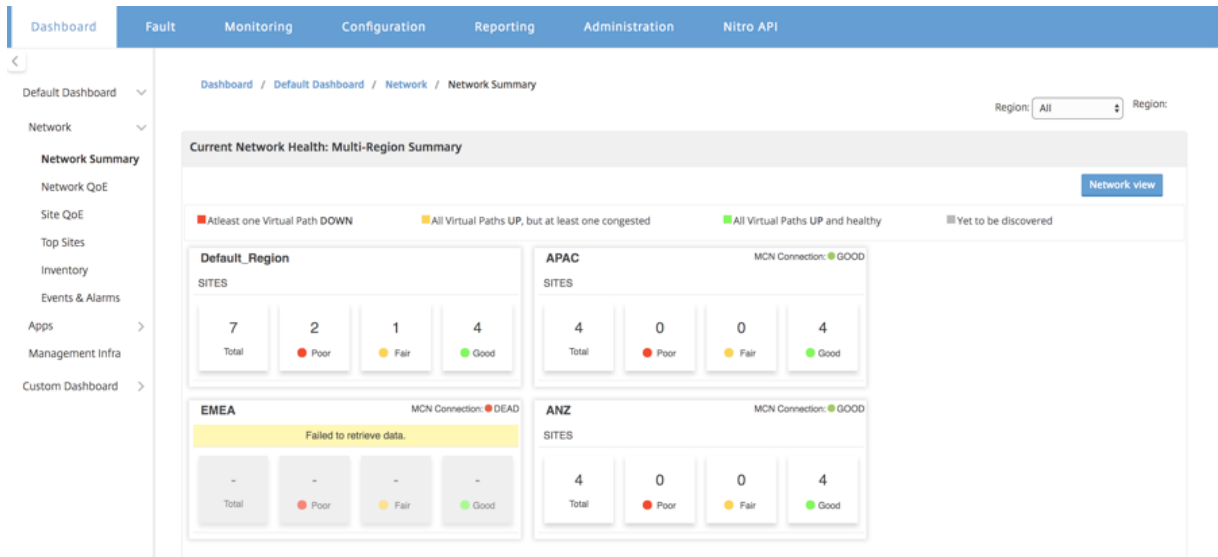 Dashboard Fault Monitoring Configuration Reporting Administration Nitro API
Default Dashboard
Network
Network Summary
Network QoE
Site QoE
Top Sites
Inventory
Events & Alarms
Apps
Management Infra
Custom Dashboard
Dashboard / Default Dashboard / Network / Network Summary
Region: All Region:
Current Network Health: Multi-Region Summary
Network view
Atleast one Virtual Path DOWN All Virtual Paths UP, but at least one congested All Virtual Paths UP and healthy Yet to be discovered
Default_Region
SITES
7 2 1 4
Total Poor Fair Good
APAC MCN Connection: GOOD
SITES
4 0 0 4
Total Poor Fair Good
EMEA MCN Connection: DEAD
Failed to retrieve data.
- - - -
Total Poor Fair Good
ANZ MCN Connection: GOOD
SITES
4 0 0 4
Total Poor Fair Good